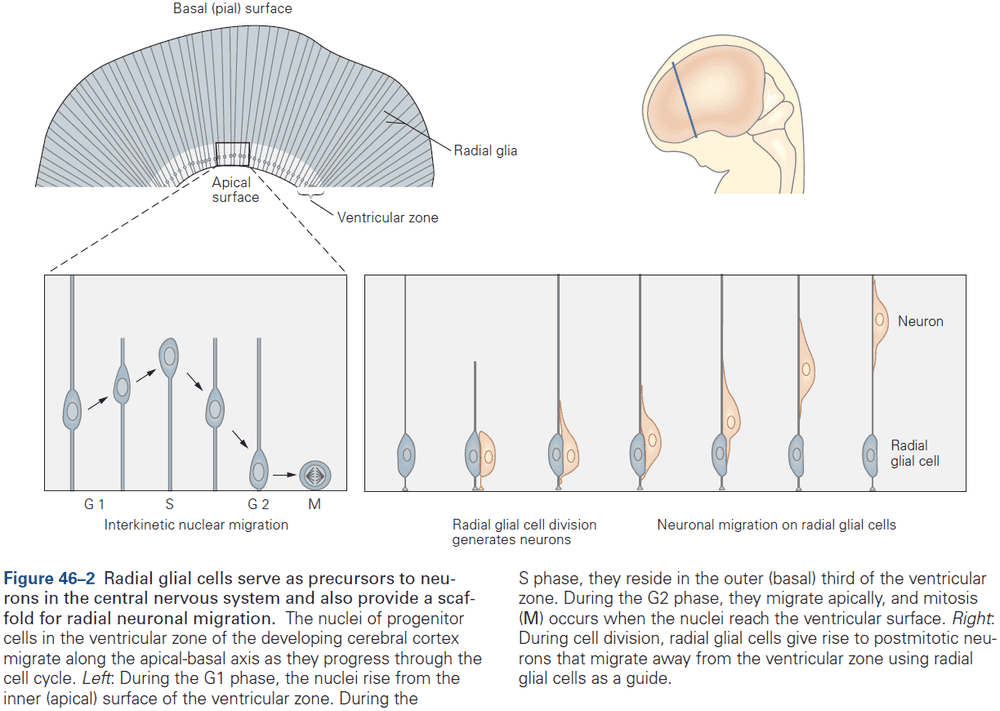 Basal (pial) surface
Radial glia
Apical
surface
Ventricular zone
Neuron
Radial
glial cell
G 1
S
G 2
M
Interkinetic nuclear migration
Radial glial cell division
generates neurons
Neuronal migration on radial glial cells
Figure 46–2 Radial glial cells serve as precursors to neu-
rons in the central nervous system and also provide a scaf-
fold for radial neuronal migration. The nuclei of progenitor
cells in the ventricular zone of the developing cerebral cortex
migrate along the apical-basal axis as they progress through the
cell cycle. Left: During the G1 phase, the nuclei rise from the
inner (apical) surface of the ventricular zone. During the
S phase, they reside in the outer (basal) third of the ventricular
zone. During the G2 phase, they migrate apically, and mitosis
(M) occurs when the nuclei reach the ventricular surface. Right:
During cell division, radial glial cells give rise to postmitotic neu-
rons that migrate away from the ventricular zone using radial
glial cells as a guide.